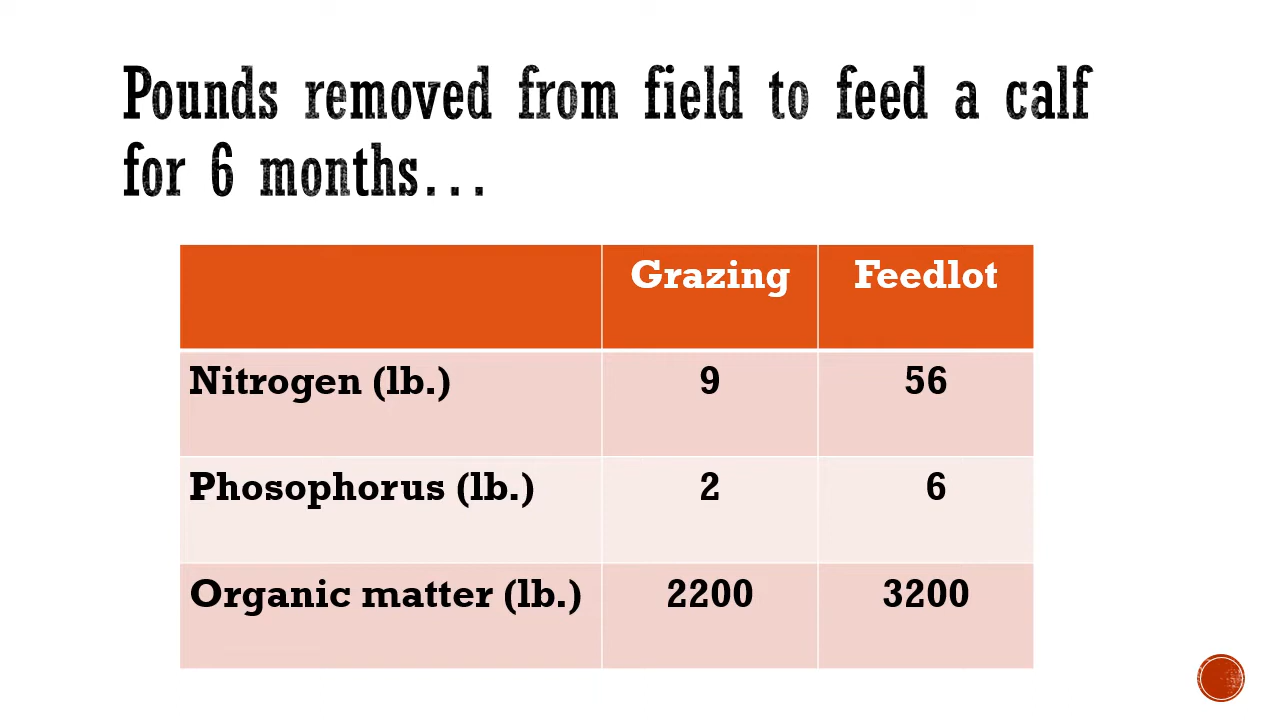 Pounds removed from field to feed a calf
for 6 months...
Grazing Feedlot
Nitrogen (lb.) 9 56
Phosophorus (lb.) 2 6
Organic matter (lb.) 2200 3200